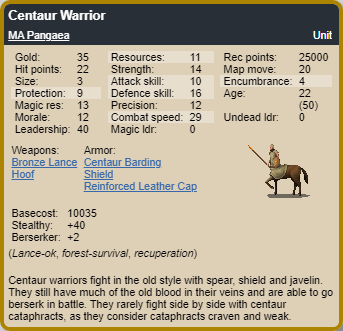 Centaur Warrior
MA Pangaea Unit
Gold: 35 Resources: 11 Rec points: 25000
Hit points: 22 Strength: 14 Map move: 20
Size: 3 Attack skill: 10 Encumbrance: 4
Protection: 9 Defence skill: 16 Age: 22
Magic res: 13 Precision: 12 (50)
Morale: 12 Combat speed: 29 Undead ldr: 0
Leadership: 40 Magic ldr: 0
Weapons: Armor:
Bronze Lance Centaur Barding
Hoof Shield
Reinforced Leather Cap
Basecost: 10035
Stealthy: +40
Berserker: +2
(Lance-ok, forest-survival, recuperation)
Centaur warriors fight in the old style with spear, shield and javelin.
They still have much of the old blood in their veins and are able to go
berserk in battle. They rarely fight side by side with centaur
cataphracts, as they consider cataphracts craven and weak.